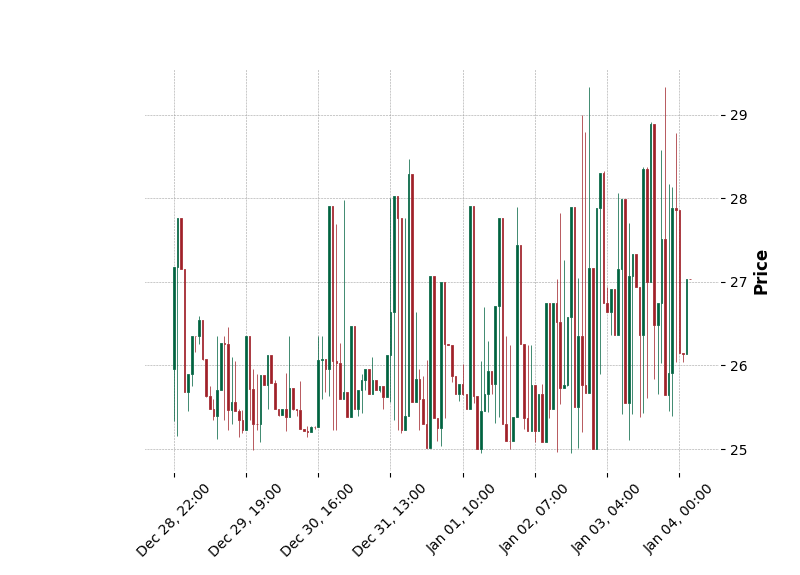 29
28
27
26
25
Price
Dec 28, 22:00
Dec 29, 19:00
Dec 30, 16:00
Dec 31, 13:00
Jan 01, 10:00
Jan 02, 07:00
Jan 03, 04:00
Jan 04, 00:00